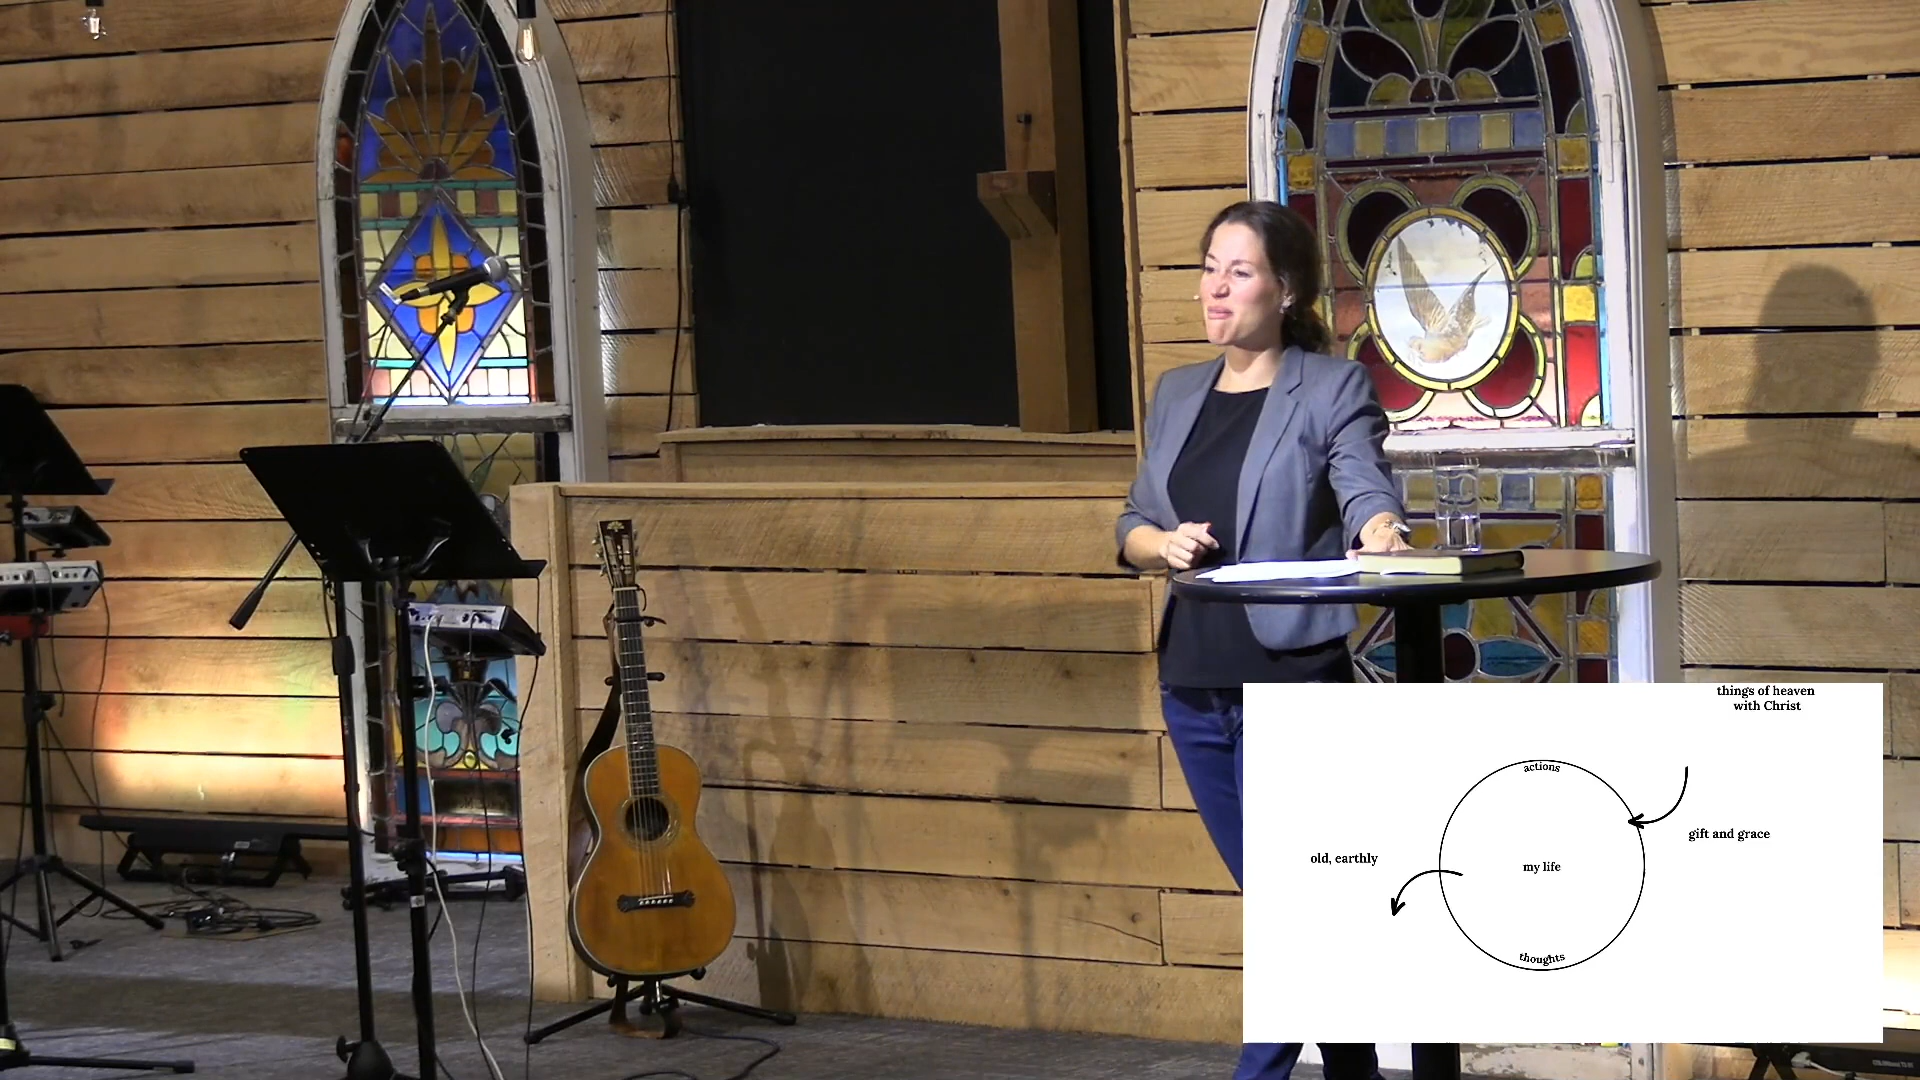 things of heaven
with Christ
actions
gift and grace
old, earthly
my life
thoughts